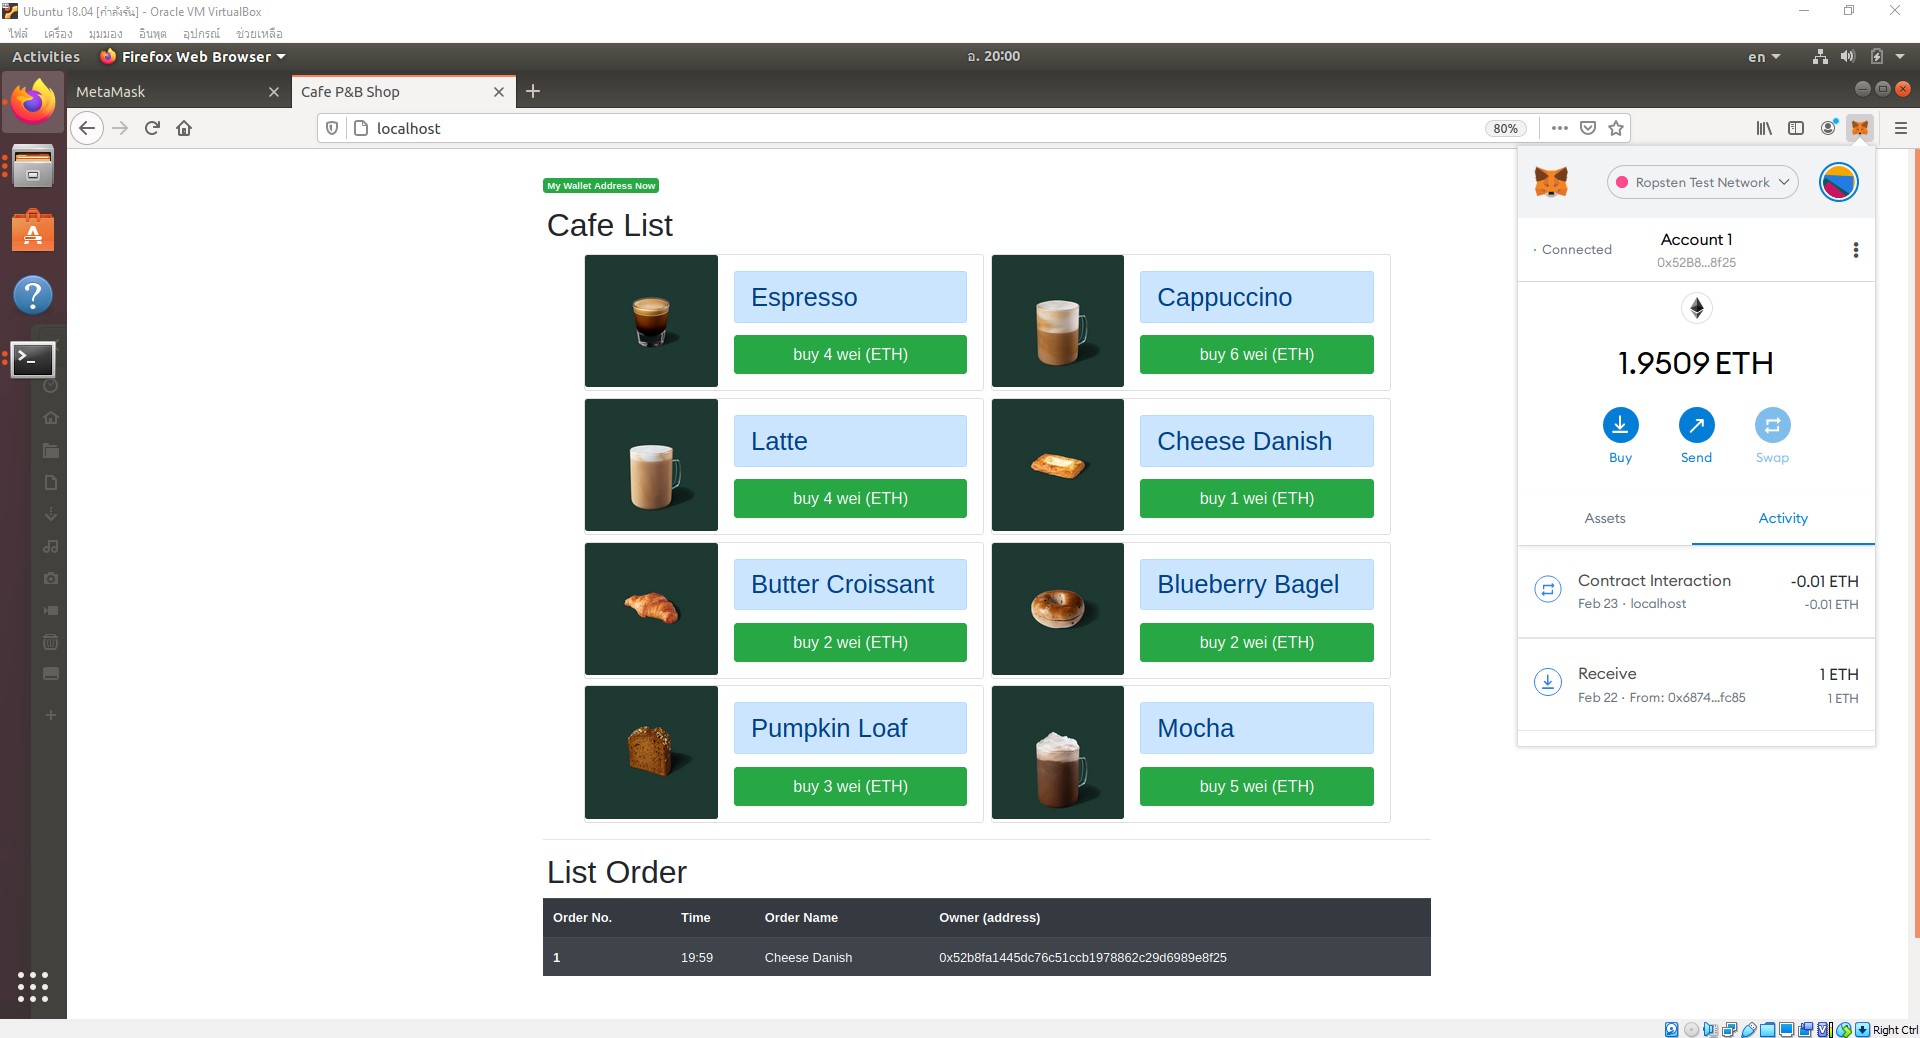 Ubuntu 18.04 [กำลังรัน] - Oracle VM VirtualBox
ไฟล์ เครื่อง มุมมอง อินพุต อุปกรณ์ ช่วยเหลือ
Activities Firefox Web Browser อ. 20:00 en
MetaMask Cafe P&B Shop
localhost 80%
My Wallet Address Now
Cafe List
Espresso
buy 4 wei (ETH)
Cappuccino
buy 6 wei (ETH)
Latte
buy 4 wei (ETH)
Cheese Danish
buy 1 wei (ETH)
Butter Croissant
buy 2 wei (ETH)
Blueberry Bagel
buy 2 wei (ETH)
Pumpkin Loaf
buy 3 wei (ETH)
Mocha
buy 5 wei (ETH)
List Order
Order No. Time Order Name Owner (address)
1 19:59 Cheese Danish 0x52b8fa1445dc76c51ccb1978862c29d6989e8f25
Ropsten Test Network
Connected
Account 1
0x52B8...8f25
1.9509 ETH
Buy Send Swap
Assets Activity
Contract Interaction -0.01 ETH
Feb 23 · localhost -0.01 ETH
Receive 1 ETH
Feb 22 · From: 0x6874...fc85 1 ETH
Right Ctrl